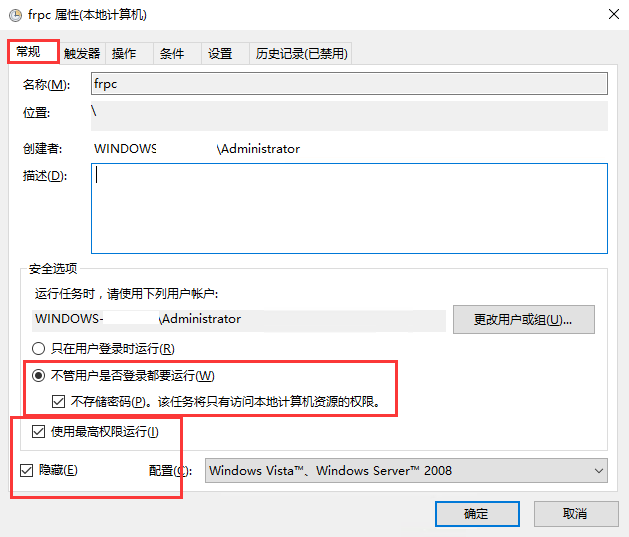 frpc 属性(本地计算机)
常规 触发器 操作 条件 设置 历史记录(已禁用)
名称(M): frpc
位置: \
创建者: WINDOWS \Administrator
描述(D):
安全选项
运行任务时，请使用下列用户帐户:
WINDOWS- \Administrator 更改用户或组(U)...
只在用户登录时运行(R)
不管用户是否登录都要运行(W)
不存储密码(P)。该任务将只有访问本地计算机资源的权限。
使用最高权限运行(I)
隐藏(E) 配置(C): Windows Vista™、Windows Server™ 2008
确定 取消